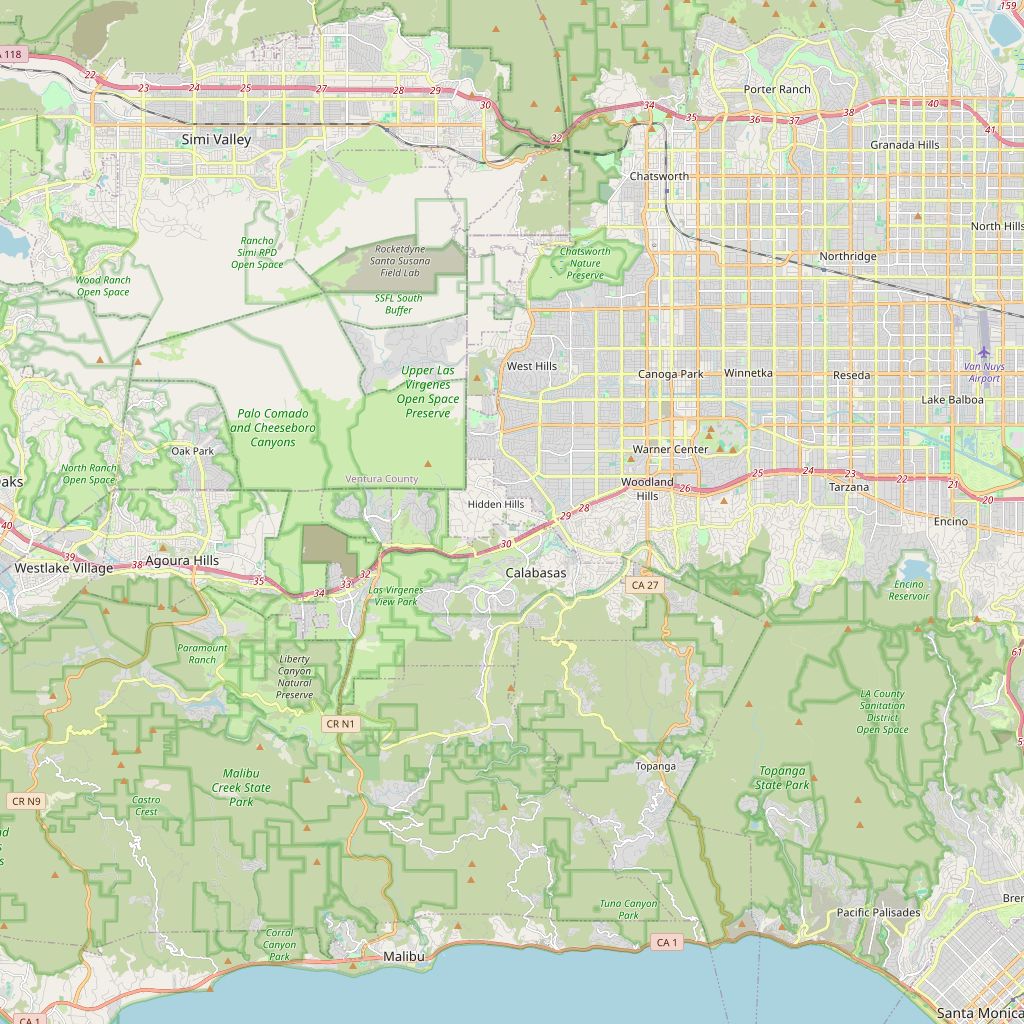 159
CA 118
22
23
24
25
27
28
29
30
34
35
36
37
38
40
41
32
Porter Ranch
Simi Valley
Granada Hills
Chatsworth
North Hills
Rancho
Simi RPD
Open Space
Rocketdyne
Santa Susana
Field Lab
Chatsworth
Nature
Preserve
Northridge
Wood Ranch
Open Space
SSFL South
Buffer
West Hills
Canoga Park
Winnetka
Reseda
Van Nuys
Airport
Upper Las
Virgenes
Open Space
Preserve
Lake Balboa
Palo Comado
and Cheeseboro
Canyons
Oak Park
Warner Center
North Ranch
Open Space
Ventura County
Oaks
Woodland
Hills
26
25
24
23
22
21
20
Tarzana
Hidden Hills
29
28
Encino
40
39
38
35
34
33
32
30
Agoura Hills
Westlake Village
Calabasas
CA 27
Las Virgenes
View Park
Encino
Reservoir
Paramount
Ranch
61
Liberty
Canyon
Natural
Preserve
LA County
Sanitation
District
Open Space
CR N1
Topanga
Malibu
Creek State
Park
Topanga
State Park
CR N9
Castro
Crest
Tuna Canyon
Park
Pacific Palisades
Corral
Canyon
Park
CA 1
Malibu
Santa Monica
CA 1